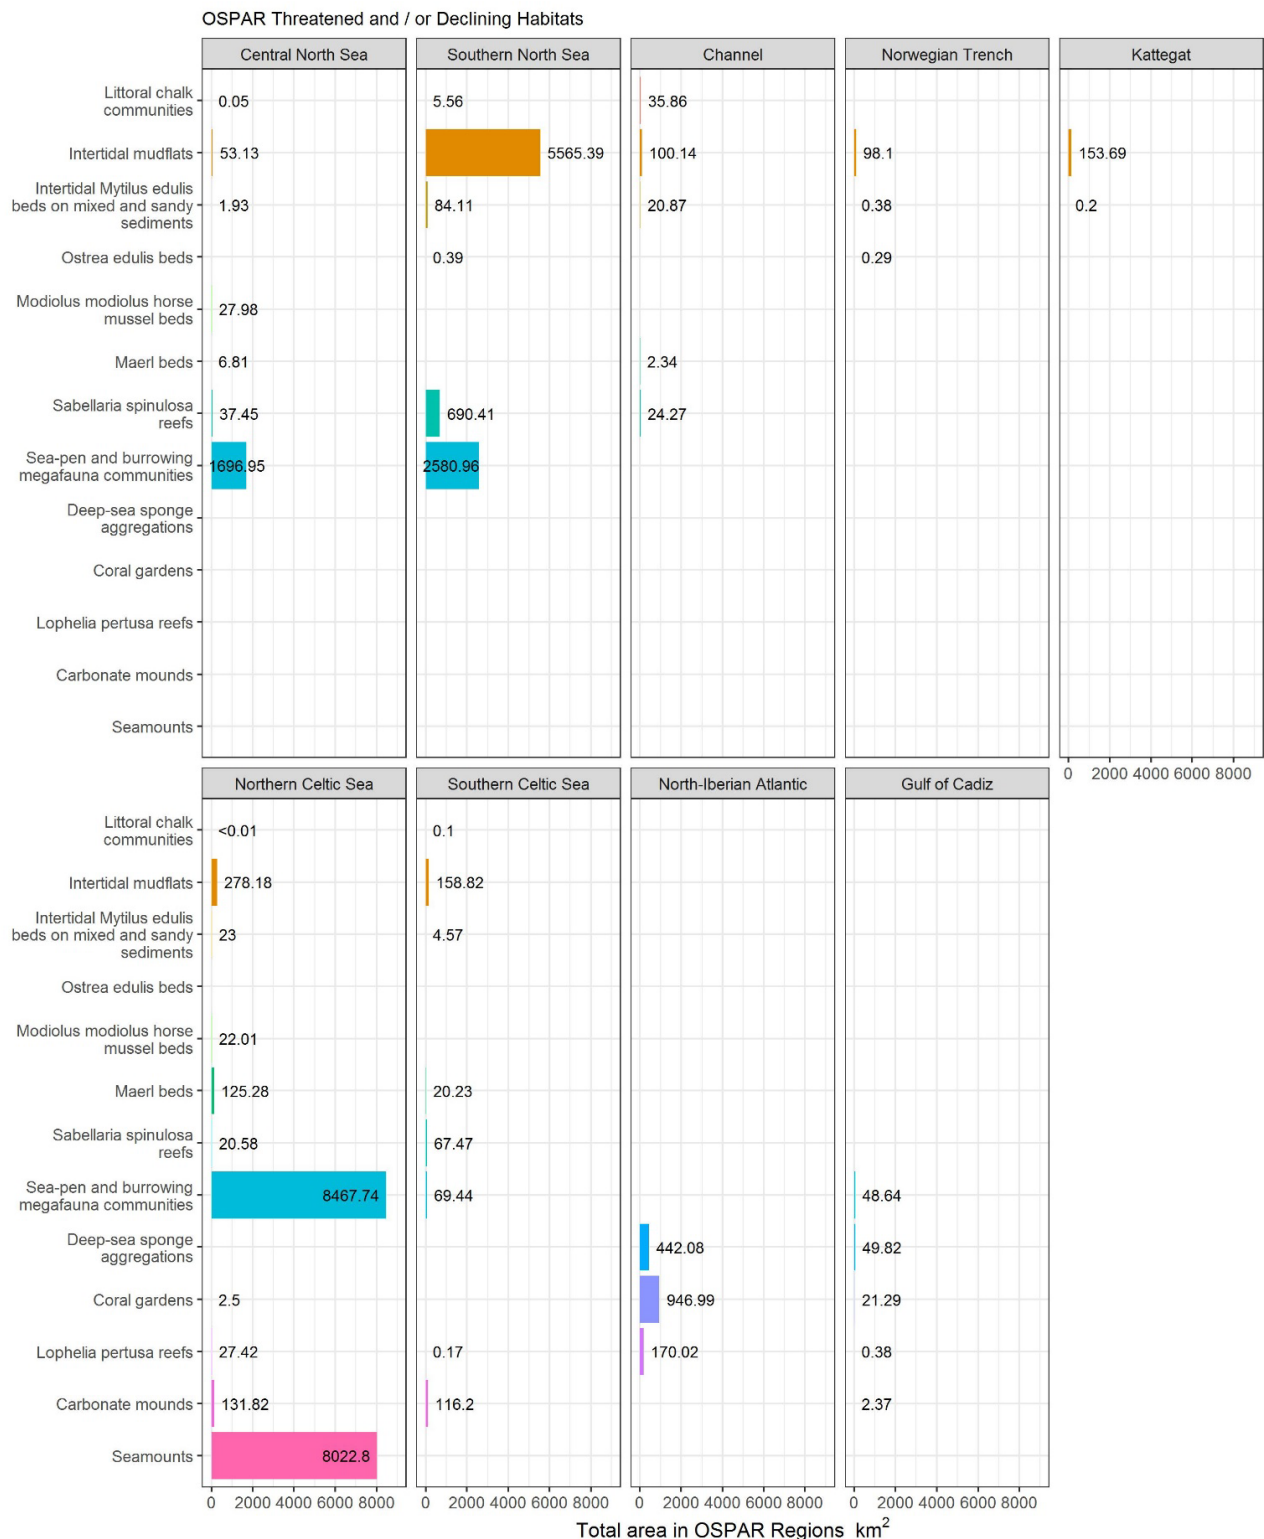 OSPAR Threatened and / or Declining Habitats
Central North Sea
Southern North Sea
Channel
Norwegian Trench
Kattegat
Littoral chalk
communities
0.05
5.56
35.86
Intertidal mudflats
53.13
5565.39
100.14
98.1
153.69
Intertidal Mytilus edulis
beds on mixed and sandy
sediments
1.93
84.11
20.87
0.38
0.2
Ostrea edulis beds
0.39
0.29
Modiolus modiolus horse
mussel beds
27.98
Maerl beds
6.81
2.34
Sabellaria spinulosa
reefs
37.45
690.41
24.27
Sea-pen and burrowing
megafauna communities
1696.95
2580.96
Deep-sea sponge
aggregations
Coral gardens
Lophelia pertusa reefs
Carbonate mounds
Seamounts
0 2000 4000 6000 8000
Northern Celtic Sea
Southern Celtic Sea
North-Iberian Atlantic
Gulf of Cadiz
Littoral chalk
communities
<0.01
0.1
Intertidal mudflats
278.18
158.82
Intertidal Mytilus edulis
beds on mixed and sandy
sediments
23
4.57
Ostrea edulis beds
Modiolus modiolus horse
mussel beds
22.01
Maerl beds
125.28
20.23
Sabellaria spinulosa
reefs
20.58
67.47
Sea-pen and burrowing
megafauna communities
8467.74
69.44
48.64
Deep-sea sponge
aggregations
442.08
49.82
Coral gardens
2.5
946.99
21.29
Lophelia pertusa reefs
27.42
0.17
170.02
0.38
Carbonate mounds
131.82
116.2
2.37
Seamounts
8022.8
0 2000 4000 6000 8000
0 2000 4000 6000 8000
0 2000 4000 6000 8000
0 2000 4000 6000 8000
Total area in OSPAR Regions km²